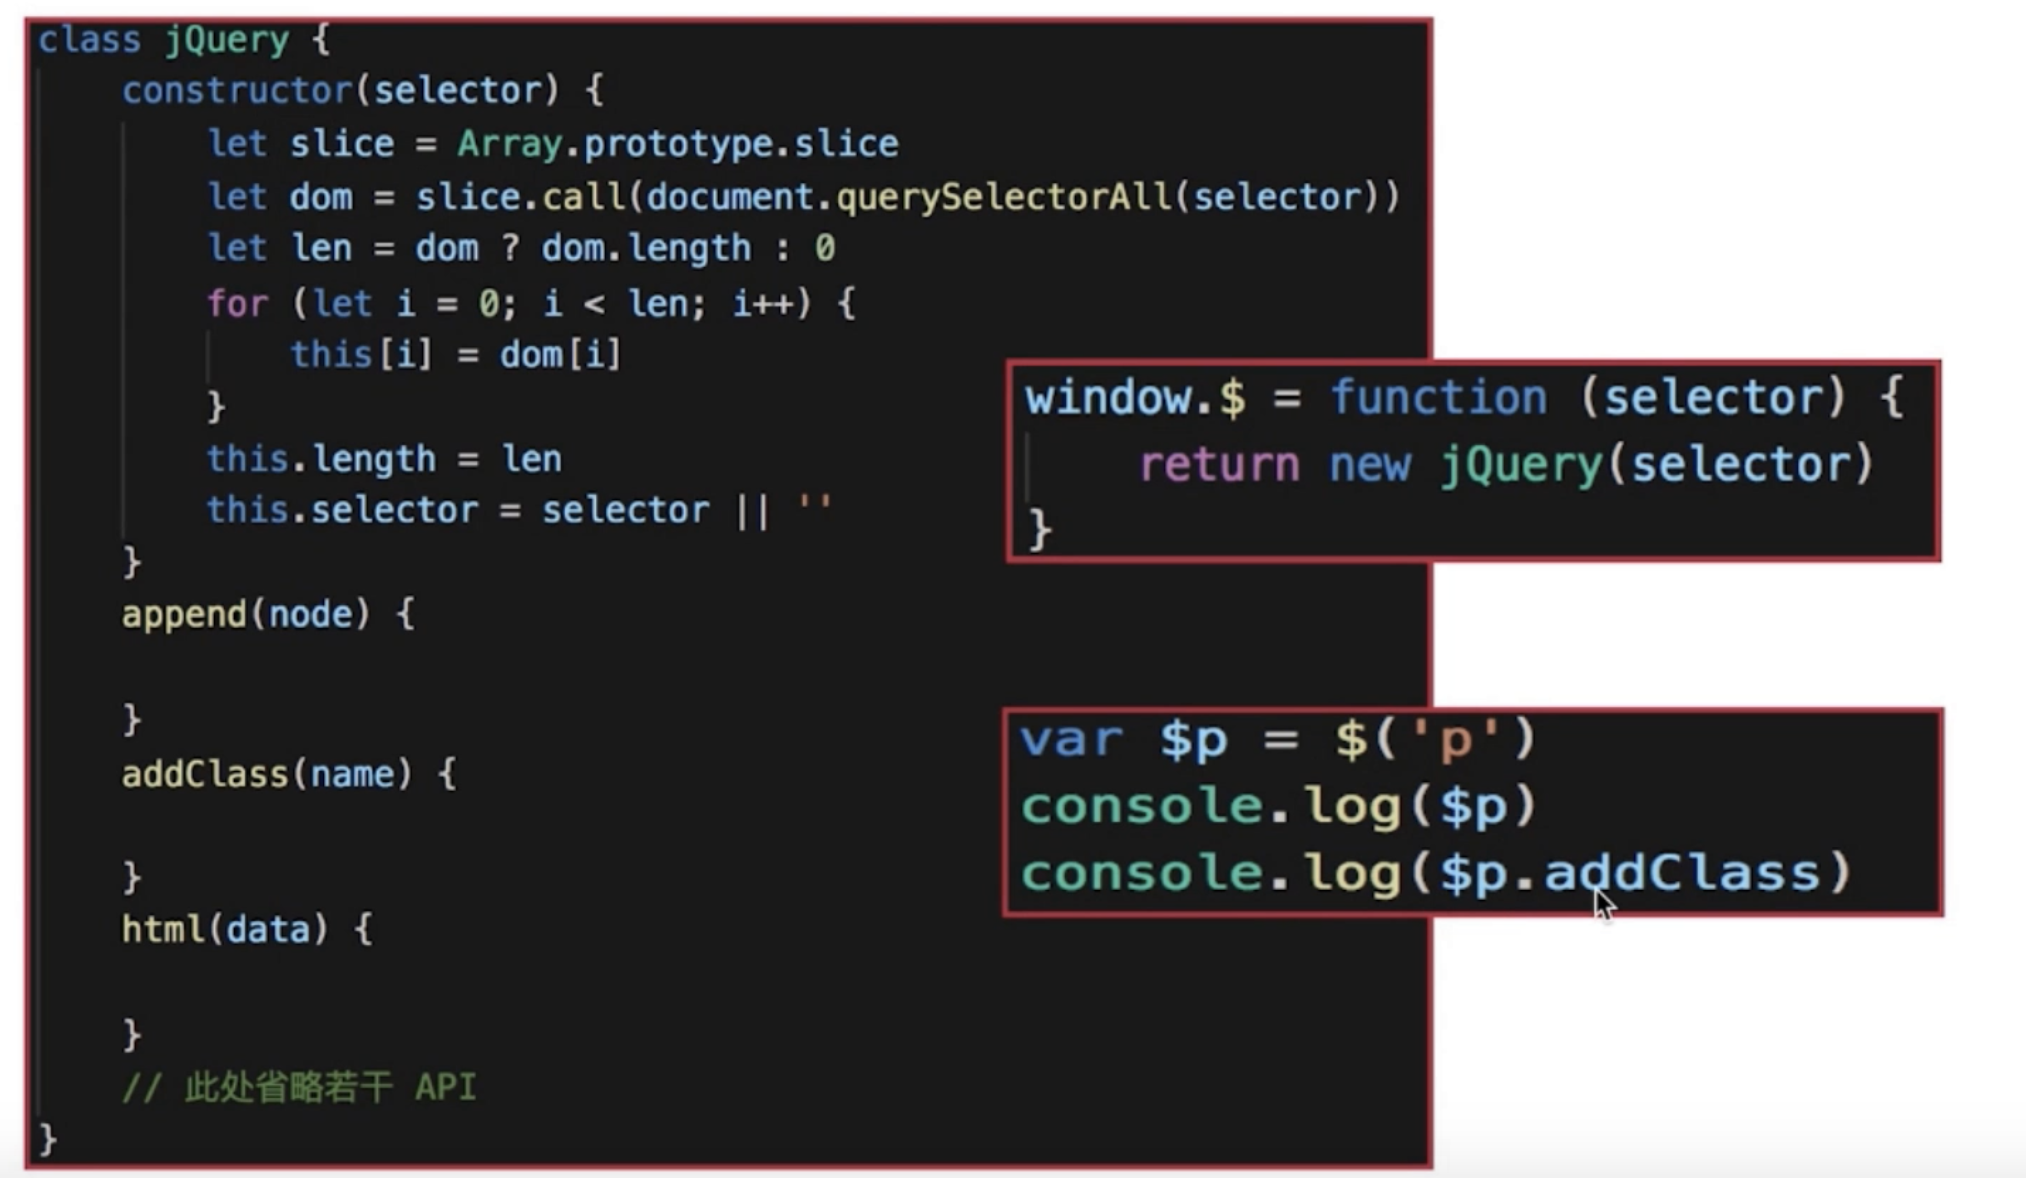 class jQuery {
    constructor(selector) {
        let slice = Array.prototype.slice
        let dom = slice.call(document.querySelectorAll(selector))
        let len = dom ? dom.length : 0
        for (let i = 0; i < len; i++) {
            this[i] = dom[i]
        }
        this.length = len
        this.selector = selector || ''
    }
    append(node) {

    }
    addClass(name) {

    }
    html(data) {

    }
    // 此处省略若干 API
}
window.$ = function (selector) {
    return new jQuery(selector)
}
var $p = $('p')
console.log($p)
console.log($p.addClass)